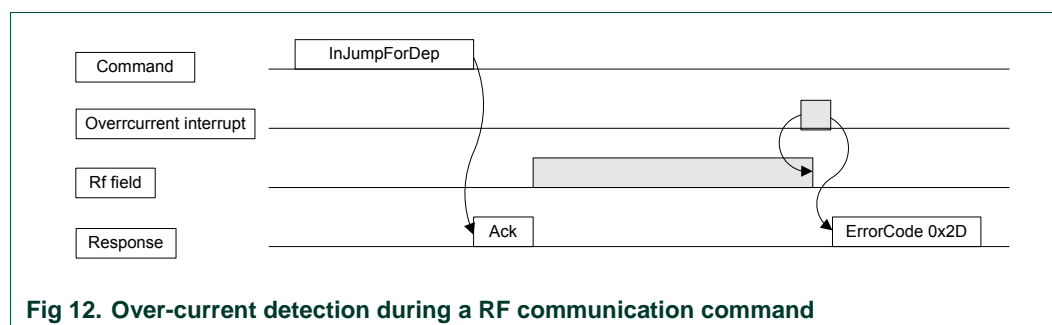 InJumpForDep
Command
Overrcurrent interrupt
Rf field
Ack
ErrorCode 0x2D
Response
Fig 12. Over-current detection during a RF communication command